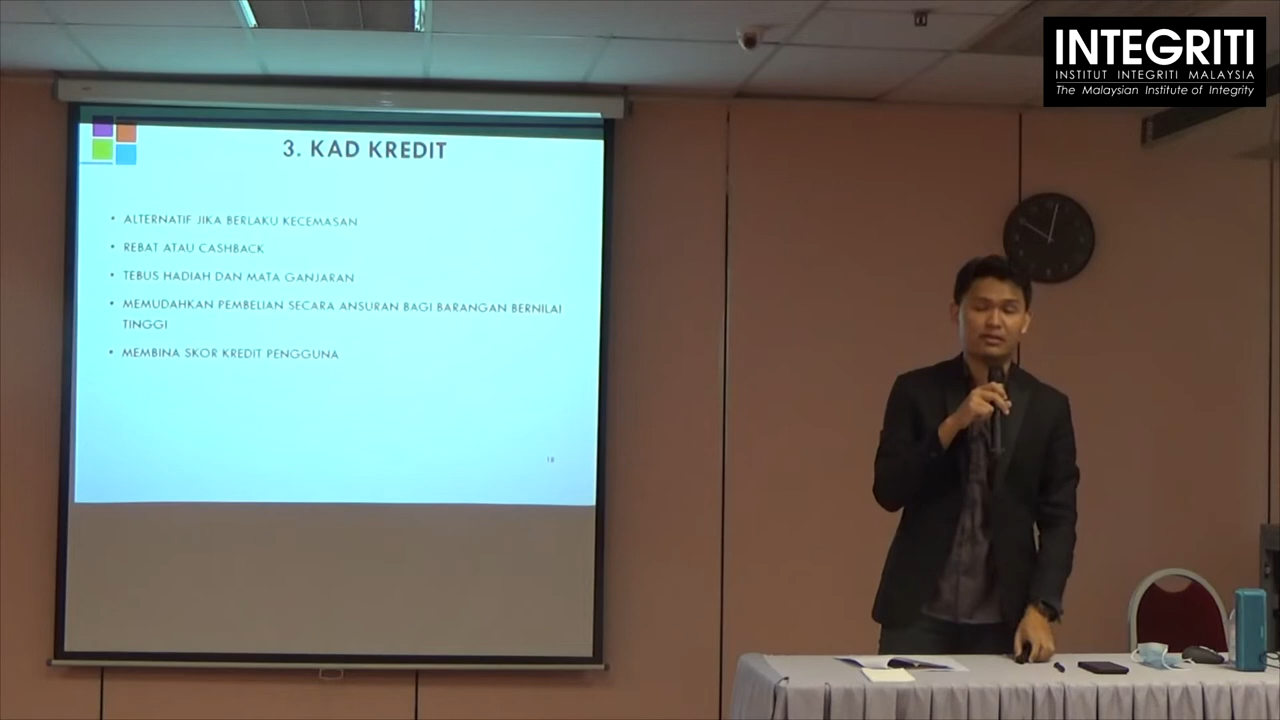 INTEGRITI
INSTITUT INTEGRITI MALAYSIA
The Malaysian Institute of Integrity
3. KAD KREDIT
• ALTERNATIF JIKA BERLAKU KECEMASAN
• REBAT ATAU CASHBACK
• TEBUS HADIAH DAN MATA GANJARAN
• MEMUDAHKAN PEMBELIAN SECARA ANSURAN BAGI BARANGAN BERNILAI
TINGGI
• MEMBINA SKOR KREDIT PENGGUNA
18